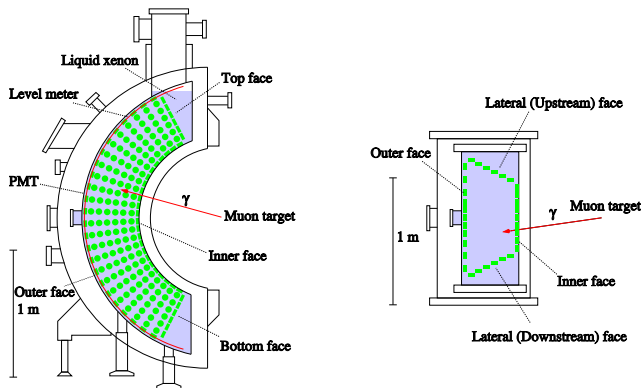 Liquid xenon
Top face
Level meter
PMT
γ
Muon target
Inner face
Outer face
1 m
Bottom face
Lateral (Upstream) face
Outer face
Muon target
γ
1 m
Inner face
Lateral (Downstream) face